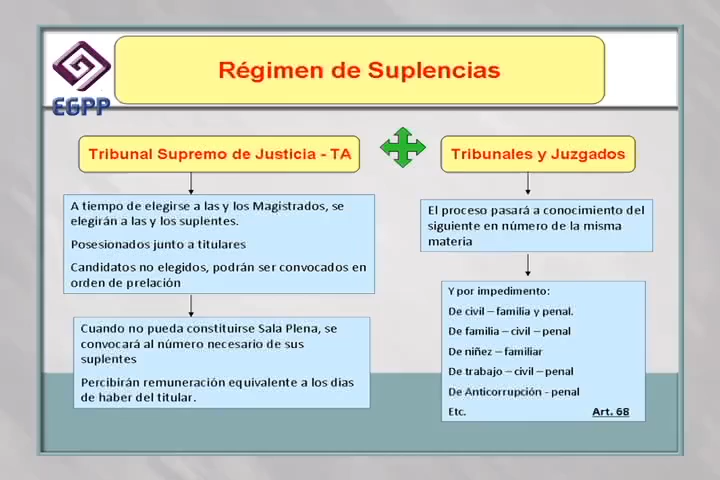 Régimen de Suplencias
EGPP
Tribunal Supremo de Justicia - TA
Tribunales y Juzgados
A tiempo de elegirse a las y los Magistrados, se
elegirán a las y los suplentes.
Posesionados junto a titulares
Candidatos no elegidos, podrán ser convocados en
orden de prelación
Cuando no pueda constituirse Sala Plena, se
convocará al número necesario de sus
suplentes
Percibirán remuneración equivalente a los dias
de haber del titular.
El proceso pasará a conocimiento del
siguiente en número de la misma
materia
Y por impedimento:
De civil – familia y penal.
De familia – civil – penal
De niñez – familiar
De trabajo – civil – penal
De Anticorrupción - penal
Etc. Art. 68